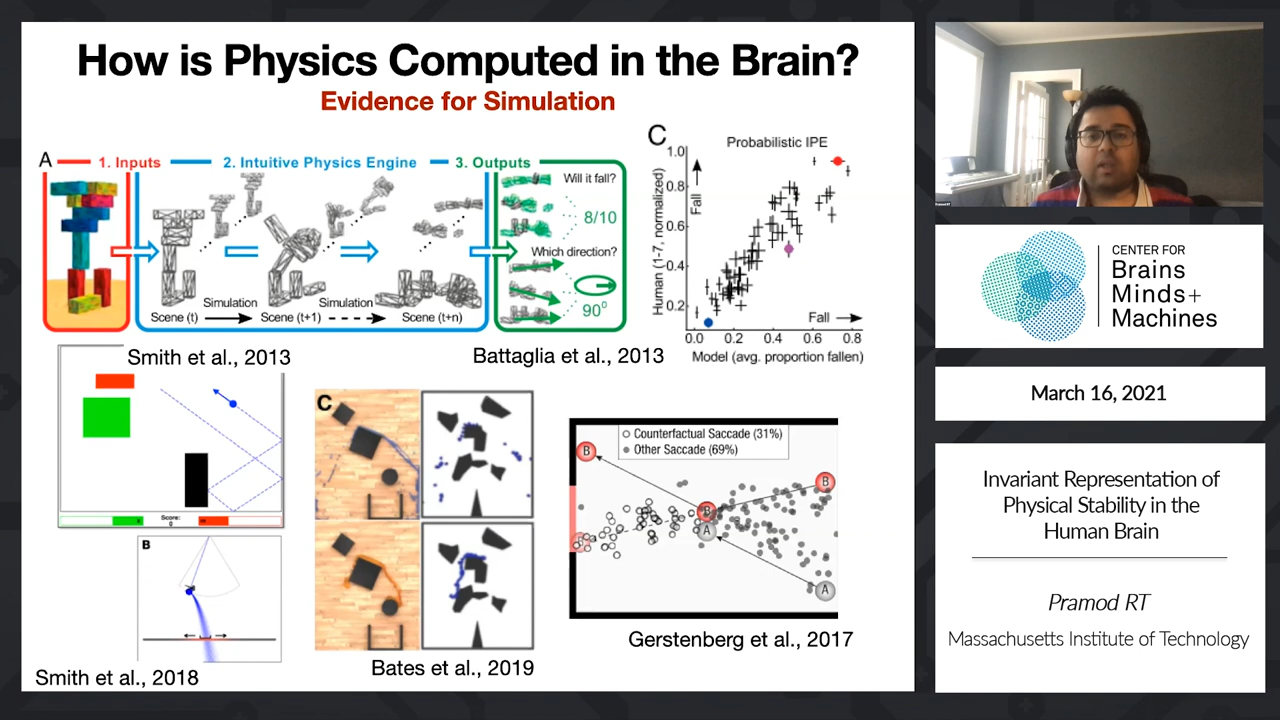 How is Physics Computed in the Brain?
Evidence for Simulation
A
1. Inputs
2. Intuitive Physics Engine
3. Outputs
Will it fall?
8/10
Which direction?
90⁰
Simulation
Simulation
Scene (t)
Scene (t+1)
Scene (t+n)
C
Probabilistic IPE
1.0
0.8
0.6
0.4
0.2
Human (1-7, normalized)
Fall
Fall
0.0
0.2
0.4
0.6
0.8
Model (avg. proportion fallen)
Smith et al., 2013
Battaglia et al., 2013
Score:
0
B
Smith et al., 2018
C
Bates et al., 2019
Counterfactual Saccade (31%)
Other Saccade (69%)
B
B
B
A
A
Gerstenberg et al., 2017
CENTER FOR
Brains
Minds+
Machines
March 16, 2021
Invariant Representation of
Physical Stability in the
Human Brain
Pramod RT
Massachusetts Institute of Technology